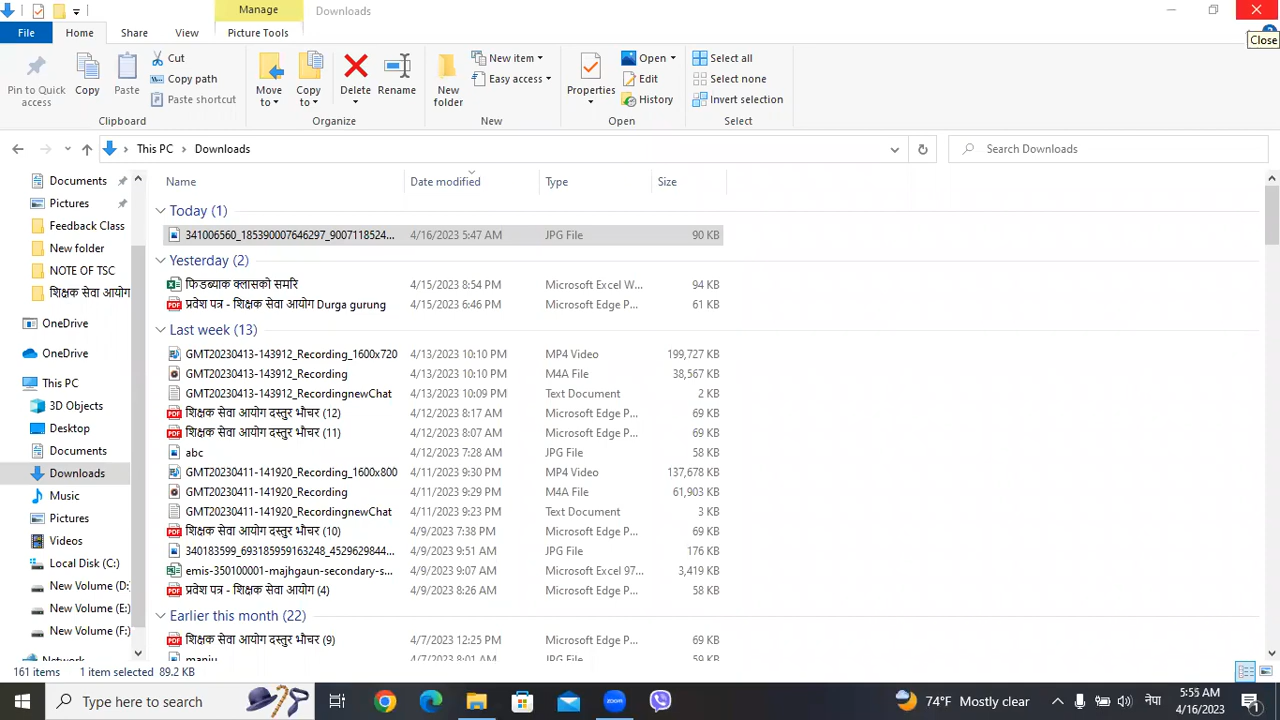 Manage
Downloads
Close
File
Home
Share
View
Picture Tools
Pin to Quick access
Copy
Paste
Cut
Copy path
Paste shortcut
Clipboard
Move to
Copy to
Delete
Rename
Organize
New folder
New item
Easy access
New
Properties
Open
Edit
History
Open
Select all
Select none
Invert selection
Select
This PC
Downloads
Search Downloads
Documents
Pictures
Feedback Class
New folder
NOTE OF TSC
शिक्षक सेवा आयोग
OneDrive
OneDrive
This PC
3D Objects
Desktop
Documents
Downloads
Music
Pictures
Videos
Local Disk (C:)
New Volume (D:
New Volume (E:)
New Volume (F:)
Name Date modified Type Size
Today (1)
341006560_185390007646297_9007118524... 4/16/2023 5:47 AM JPG File 90 KB
Yesterday (2)
फिडब्याक क्लासको समरि 4/15/2023 8:54 PM Microsoft Excel W... 94 KB
प्रवेश पत्र - शिक्षक सेवा आयोग Durga gurung 4/15/2023 6:46 PM Microsoft Edge P... 61 KB
Last week (13)
GMT20230413-143912_Recording_1600x720 4/13/2023 10:10 PM MP4 Video 199,727 KB
GMT20230413-143912_Recording 4/13/2023 10:10 PM M4A File 38,567 KB
GMT20230413-143912_RecordingnewChat 4/13/2023 10:09 PM Text Document 2 KB
शिक्षक सेवा आयोग दस्तुर भौचर (12) 4/12/2023 8:17 AM Microsoft Edge P... 69 KB
शिक्षक सेवा आयोग दस्तुर भौचर (11) 4/12/2023 8:07 AM Microsoft Edge P... 69 KB
abc 4/12/2023 7:28 AM JPG File 58 KB
GMT20230411-141920_Recording_1600x800 4/11/2023 9:30 PM MP4 Video 137,678 KB
GMT20230411-141920_Recording 4/11/2023 9:29 PM M4A File 61,903 KB
GMT20230411-141920_RecordingnewChat 4/11/2023 9:23 PM Text Document 3 KB
शिक्षक सेवा आयोग दस्तुर भौचर (10) 4/9/2023 7:38 PM Microsoft Edge P... 69 KB
340183599_693185959163248_4529629844... 4/9/2023 9:51 AM JPG File 176 KB
emis-350100001-majhgaun-secondary-s... 4/9/2023 9:07 AM Microsoft Excel 97... 3,419 KB
प्रवेश पत्र - शिक्षक सेवा आयोग (4) 4/9/2023 8:26 AM Microsoft Edge P... 58 KB
Earlier this month (22)
शिक्षक सेवा आयोग दस्तुर भौचर (9) 4/7/2023 12:25 PM Microsoft Edge P... 69 KB
manju 4/7/2023 8:01 AM JPG File 59 KB
161 items 1 item selected 89.2 KB
Type here to search
zoom
74°F Mostly clear
नेपा
5:55 AM
4/16/2023
1